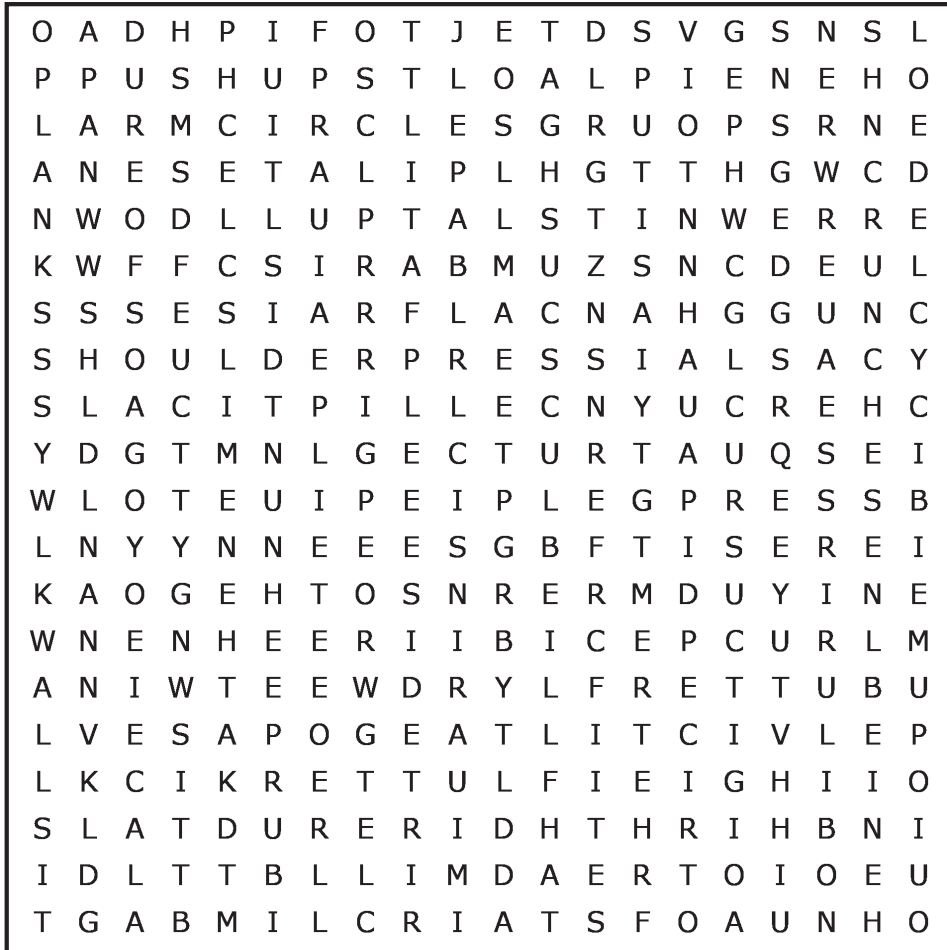 O A D H P I F O T J E T D S V G S N S L
P P U S H U P S T L O A L P I E N E H O
L A R M C I R C L E S G R U O P S R N E
A N E S E T A L I P L H G T T H G W C D
N W O D L L U P T A L S T I N W E R R E
K W F F C S I R A B M U Z S N C D E U L
S S S E S I A R F L A C N A H G G U N C
S H O U L D E R P R E S S I A L S A C Y
S L A C I T P I L L E C N Y U C R E H C
Y D G T M N L G E C T U R T A U Q S E I
W L O T E U I P E I P L E G P R E S S B
L N Y Y N N E E E S G B F T I S E R E I
K A O G E H T O S N R E R M D U Y I N E
W N E N H E E R I I B I C E P C U R L M
A N I W T E E W D R Y L F R E T T U B U
L V E S A P O G E A T L I T C I V L E P
L K C I K R E T T U L F I E I G H I I O
S L A T D U R E R I D H T H R I H B N I
I D L T T B L L I M D A E R T O I O E U
T G A B M I L C R I A T S F O A U N H O